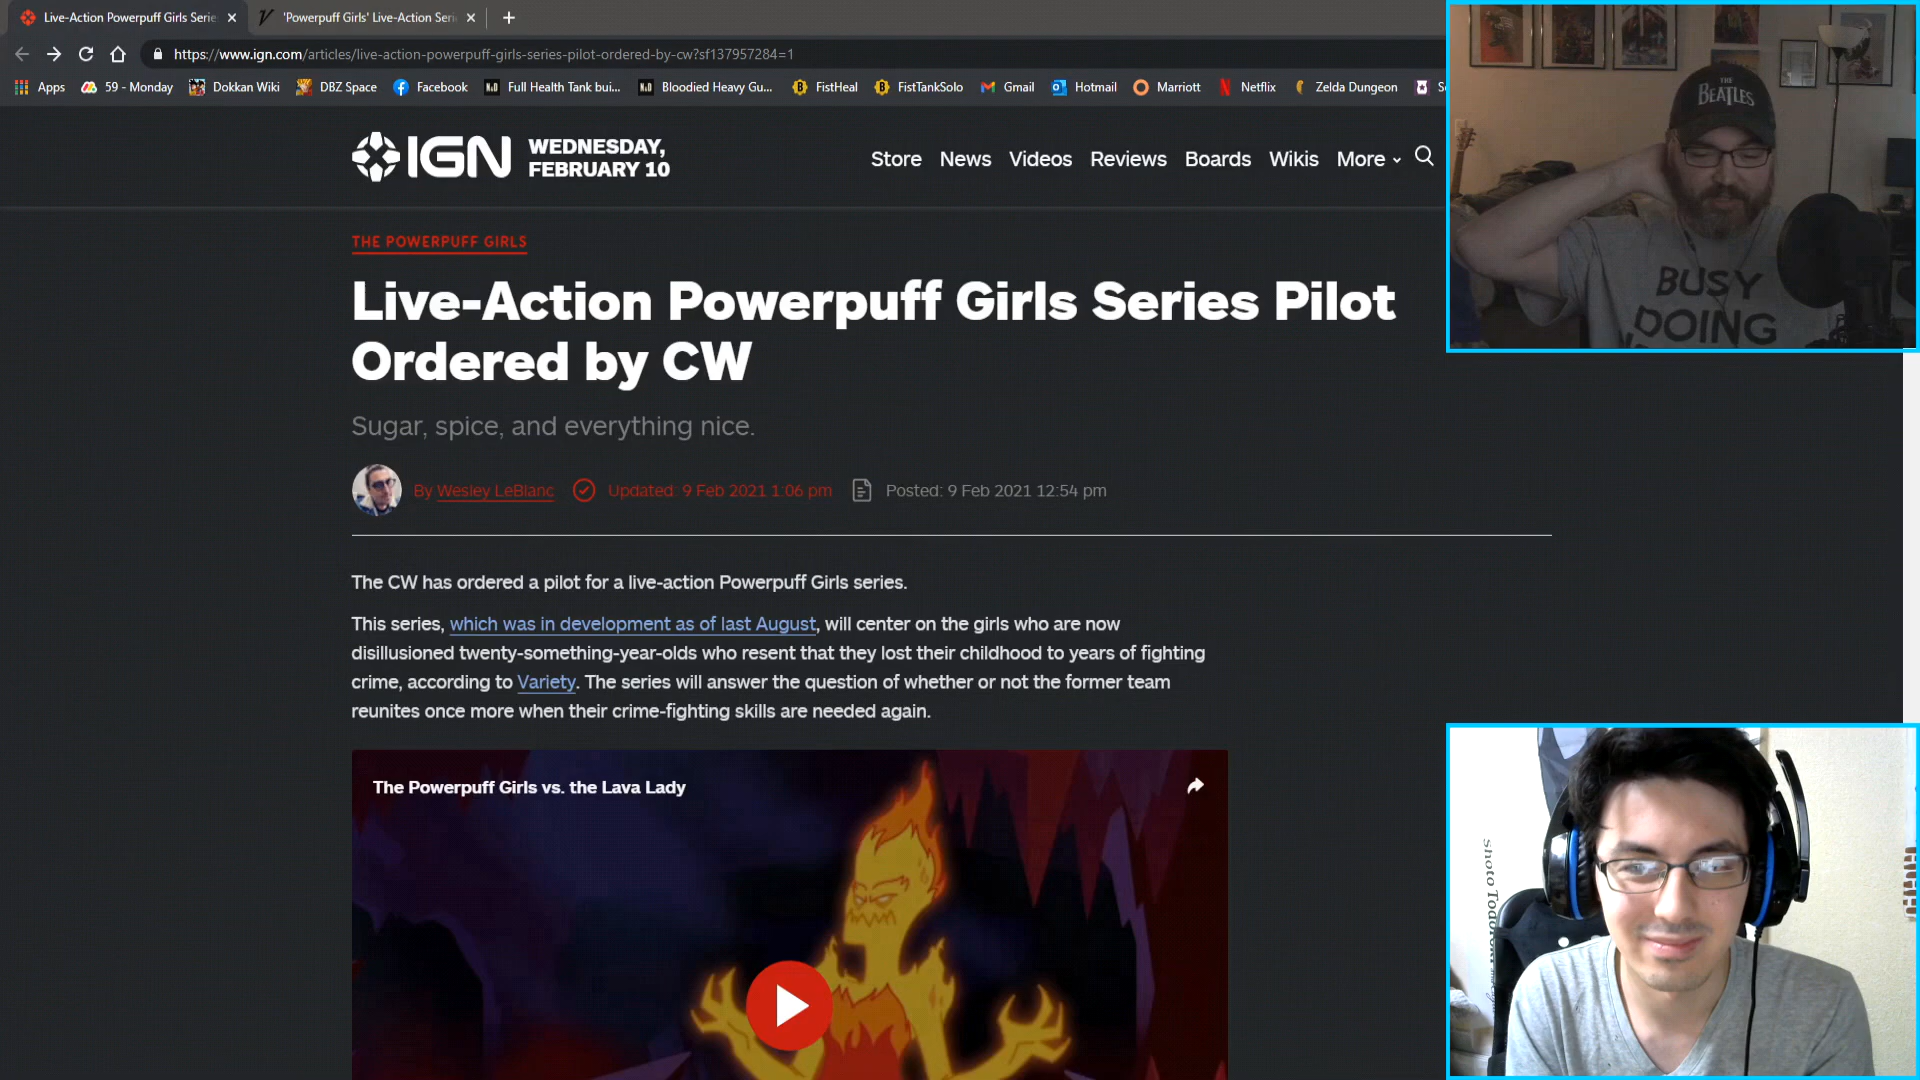 Live-Action Powerpuff Girls Serie
'Powerpuff Girls' Live-Action Seri
https://www.ign.com/articles/live-action-powerpuff-girls-series-pilot-ordered-by-cw?sf137957284=1
Apps 59 - Monday Dokkan Wiki DBZ Space Facebook Full Health Tank bui... Bloodied Heavy Gu... FistHeal FistTankSolo Gmail Hotmail Marriott Netflix Zelda Dungeon
IGN WEDNESDAY, FEBRUARY 10
Store News Videos Reviews Boards Wikis More
THE POWERPUFF GIRLS
Live-Action Powerpuff Girls Series Pilot
Ordered by CW
Sugar, spice, and everything nice.
By Wesley LeBlanc Updated: 9 Feb 2021 1:06 pm Posted: 9 Feb 2021 12:54 pm
The CW has ordered a pilot for a live-action Powerpuff Girls series.
This series, which was in development as of last August, will center on the girls who are now
disillusioned twenty-something-year-olds who resent that they lost their childhood to years of fighting
crime, according to Variety. The series will answer the question of whether or not the former team
reunites once more when their crime-fighting skills are needed again.
The Powerpuff Girls vs. the Lava Lady
THE
BEATLES
BUSY
DOING